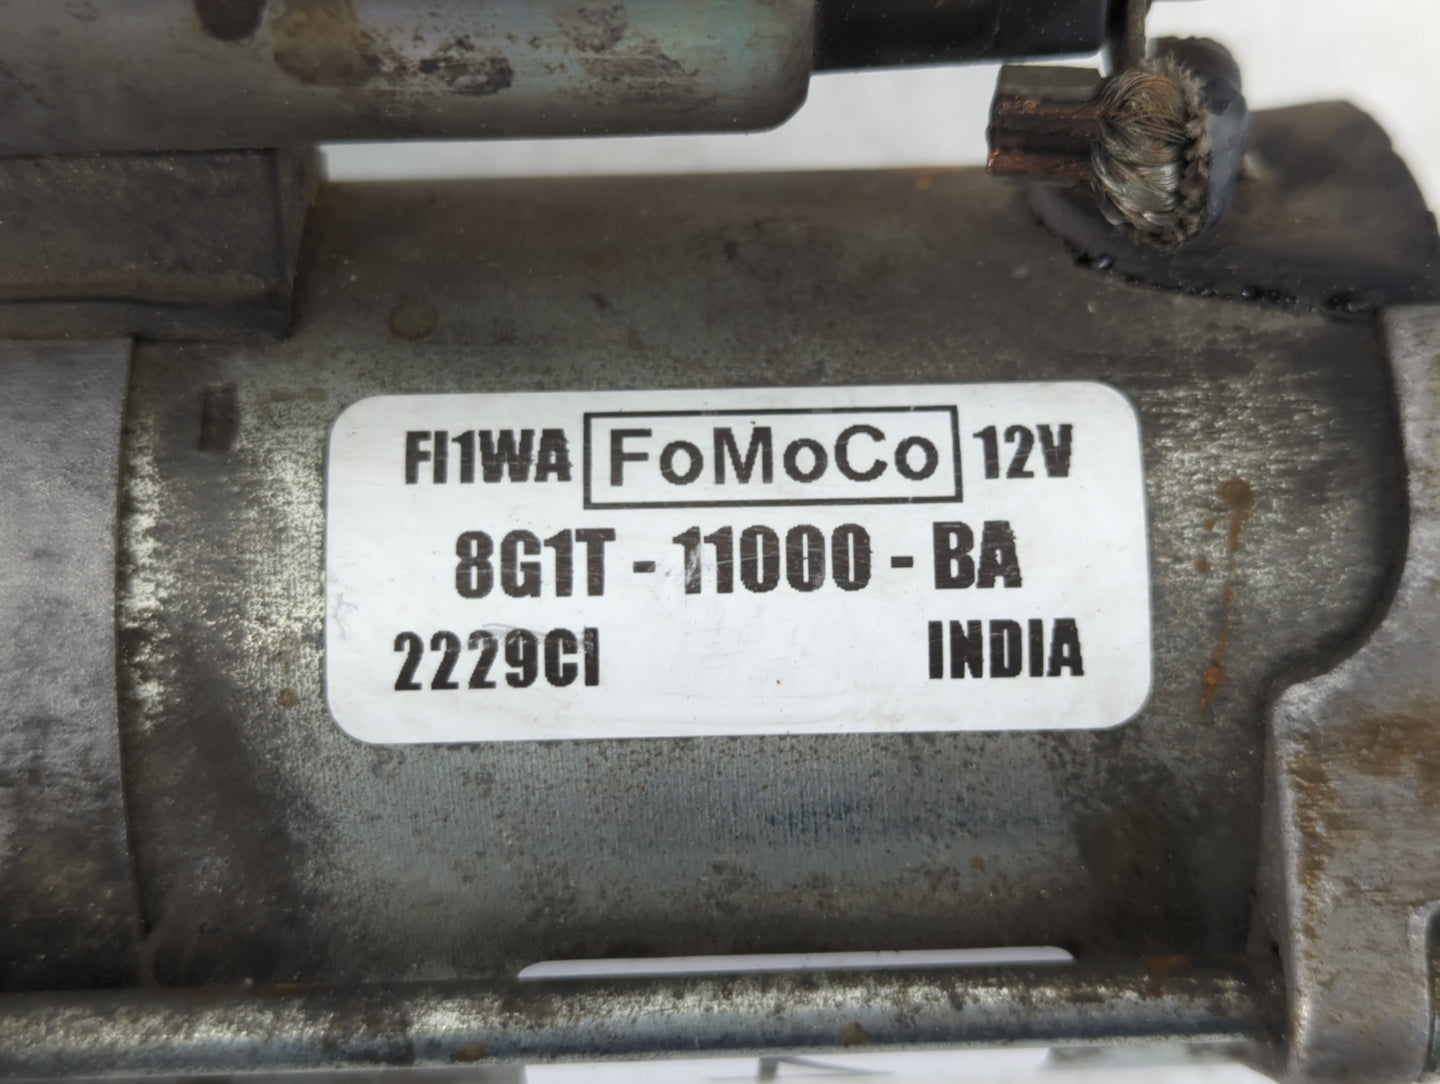 FI1WA FoMoCo 12V
8G1T - 11000 - BA
2229CI INDIA